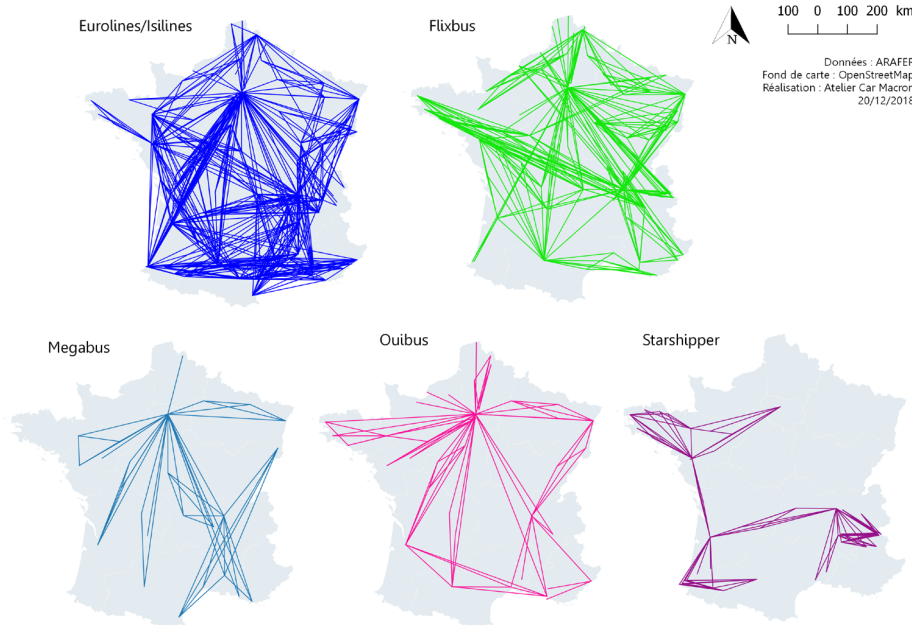 Eurolines/Isilines
Flixbus
N
100 0 100 200 km
Données : ARAFER
Fond de carte : OpenStreetMap
Réalisation : Atelier Car Macron
20/12/2018
Megabus
Ouibus
Starshipper